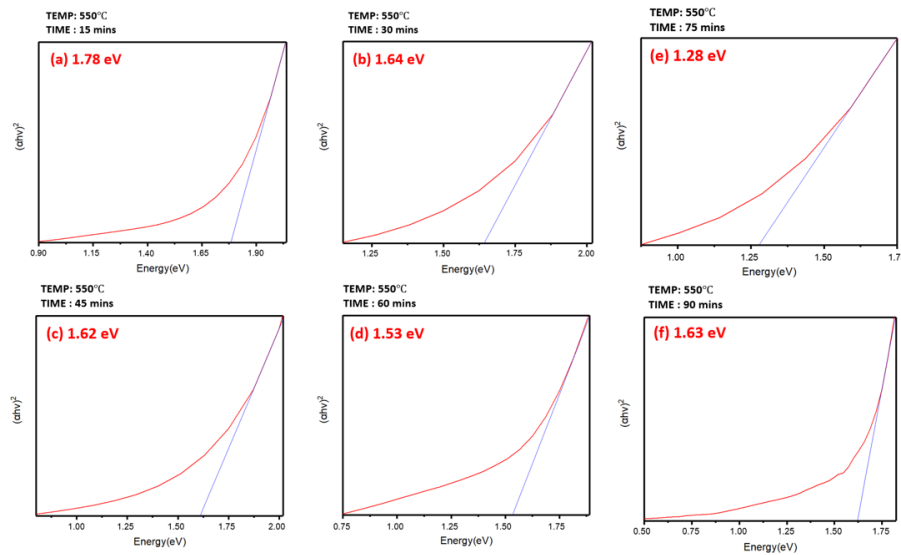 TEMP: 550℃
TIME : 15 mins
(a) 1.78 eV
(αhv)²
0.90 1.15 1.40 1.65 1.90
Energy(eV)
TEMP: 550℃
TIME : 30 mins
(b) 1.64 eV
(αhv)²
1.25 1.50 1.75 2.00
Energy(eV)
TEMP: 550℃
TIME : 75 mins
(e) 1.28 eV
(αhv)²
1.00 1.25 1.50 1.7
Energy(eV)
TEMP: 550℃
TIME : 45 mins
(c) 1.62 eV
(αhv)²
1.00 1.25 1.50 1.75 2.00
Energy(eV)
TEMP: 550℃
TIME : 60 mins
(d) 1.53 eV
(αhv)²
0.75 1.00 1.25 1.50 1.75
Energy(eV)
TEMP: 550℃
TIME : 90 mins
(f) 1.63 eV
(αhv)²
0.50 0.75 1.00 1.25 1.50 1.75
Energy(eV)